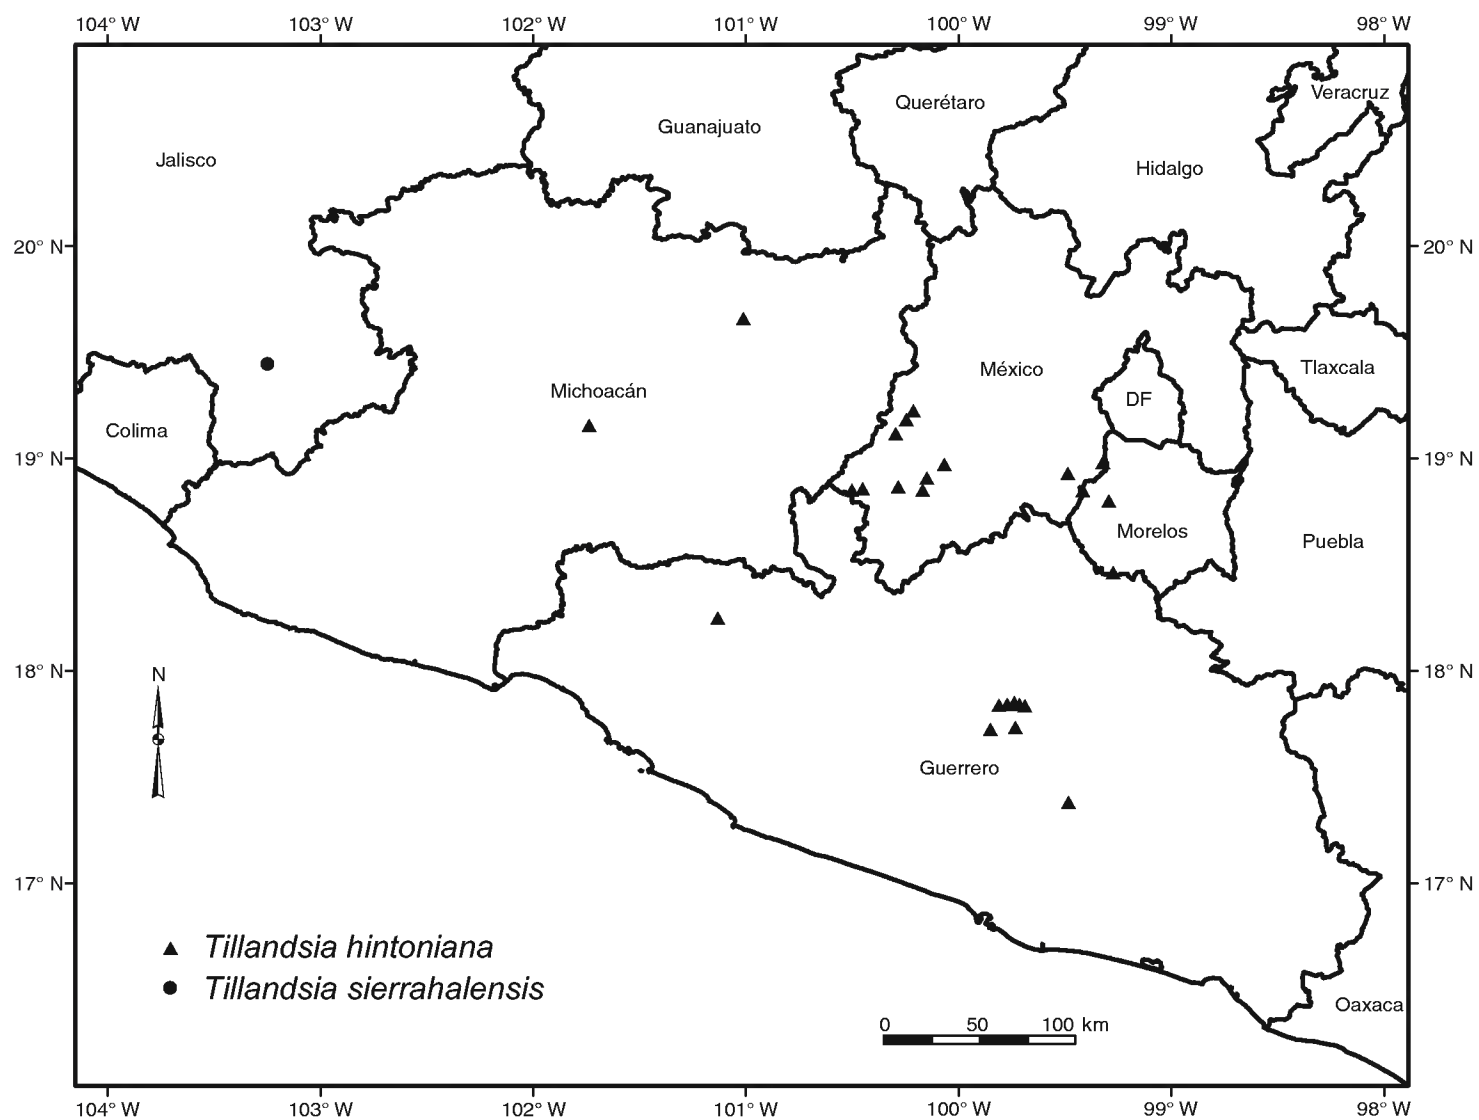 104° W 103° W 102° W 101° W 100° W 99° W 98° W
Veracruz
Querétaro
Guanajuato
Jalisco
Hidalgo
20° N 20° N
Tlaxcala
México
Michoacán
DF
Colima
19° N 19° N
Morelos
Puebla
18° N 18° N
N
Guerrero
17° N 17° N
Tillandsia hintoniana
Tillandsia sierrahalensis
Oaxaca
0 50 100 km
104° W 103° W 102° W 101° W 100° W 99° W 98° W